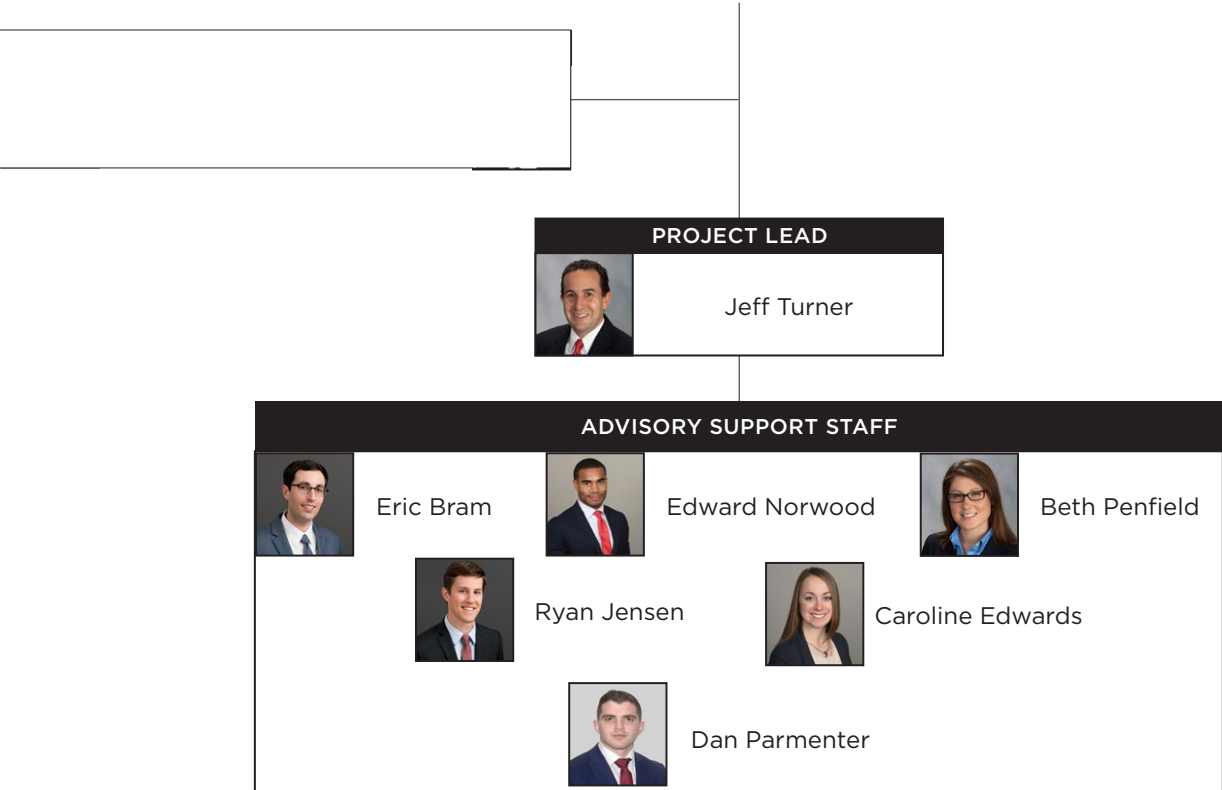 PROJECT LEAD
Jeff Turner
ADVISORY SUPPORT STAFF
Eric Bram
Edward Norwood
Beth Penfield
Ryan Jensen
Caroline Edwards
Dan Parmenter